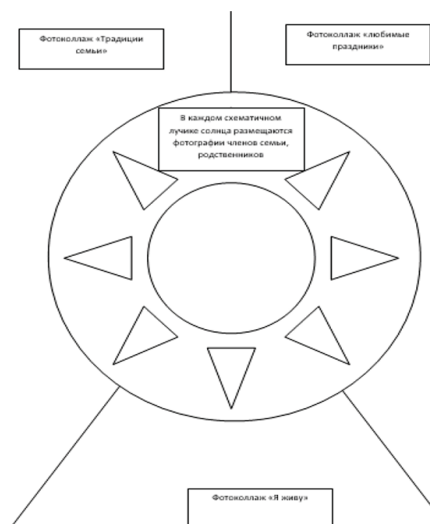 Фотоколлаж «Традиции
семьи»
Фотоколлаж «любимые
праздники»
В каждом схематичном
лучике солнца размещаются
фотографии членов семьи,
родственников
Фотоколлаж «Я живу»